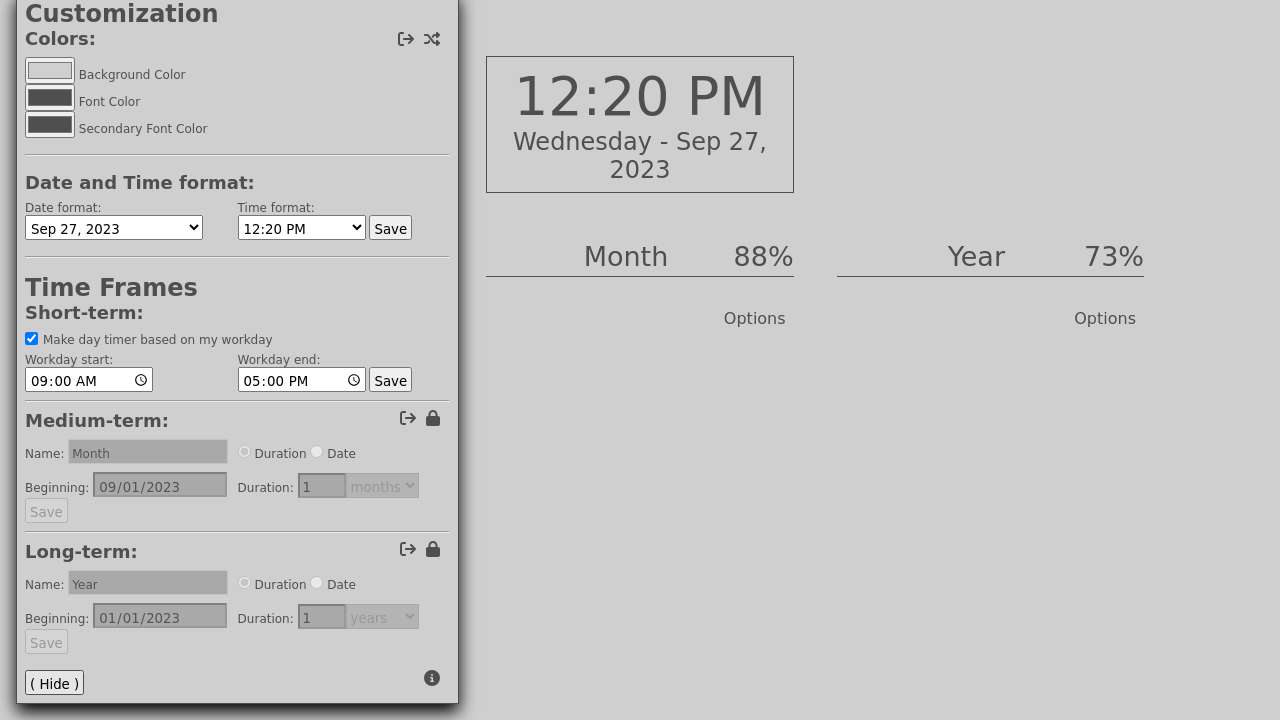 Customization
Colors:
Background Color
Font Color
Secondary Font Color
Date and Time format:
Date format: Time format:
Sep 27, 2023 12:20 PM Save
Time Frames
Short-term:
Make day timer based on my workday
Workday start: Workday end:
09:00 AM 05:00 PM Save
Medium-term:
Name: Month Duration Date
Beginning: 09/01/2023 Duration: 1 months
Save
Long-term:
Name: Year Duration Date
Beginning: 01/01/2023 Duration: 1 years
Save
( Hide )
12:20 PM
Wednesday - Sep 27,
2023
Month 88%
Options
Year 73%
Options